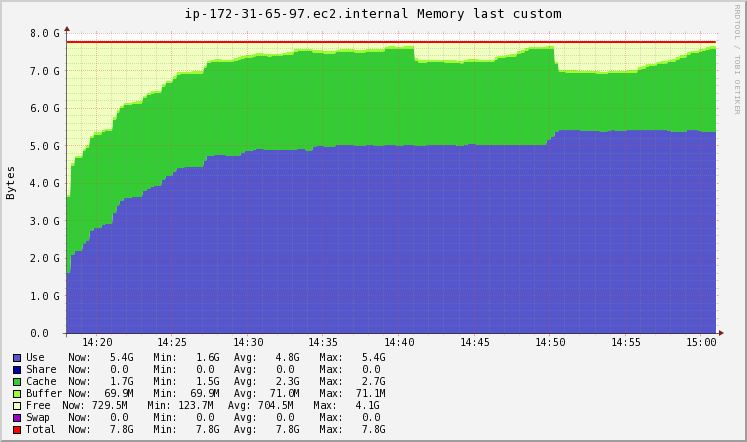 ip-172-31-65-97.ec2.internal Memory last custom
RRDTOOL / TOBI OETIKER
Bytes
8.0 G
7.0 G
6.0 G
5.0 G
4.0 G
3.0 G
2.0 G
1.0 G
0.0
14:20 14:25 14:30 14:35 14:40 14:45 14:50 14:55 15:00
Use Now: 5.4G Min: 1.6G Avg: 4.8G Max: 5.4G
Share Now: 0.0 Min: 0.0 Avg: 0.0 Max: 0.0
Cache Now: 1.7G Min: 1.5G Avg: 2.3G Max: 2.7G
Buffer Now: 69.9M Min: 69.9M Avg: 71.0M Max: 71.1M
Free Now: 729.5M Min: 123.7M Avg: 704.5M Max: 4.1G
Swap Now: 0.0 Min: 0.0 Avg: 0.0 Max: 0.0
Total Now: 7.8G Min: 7.8G Avg: 7.8G Max: 7.8G